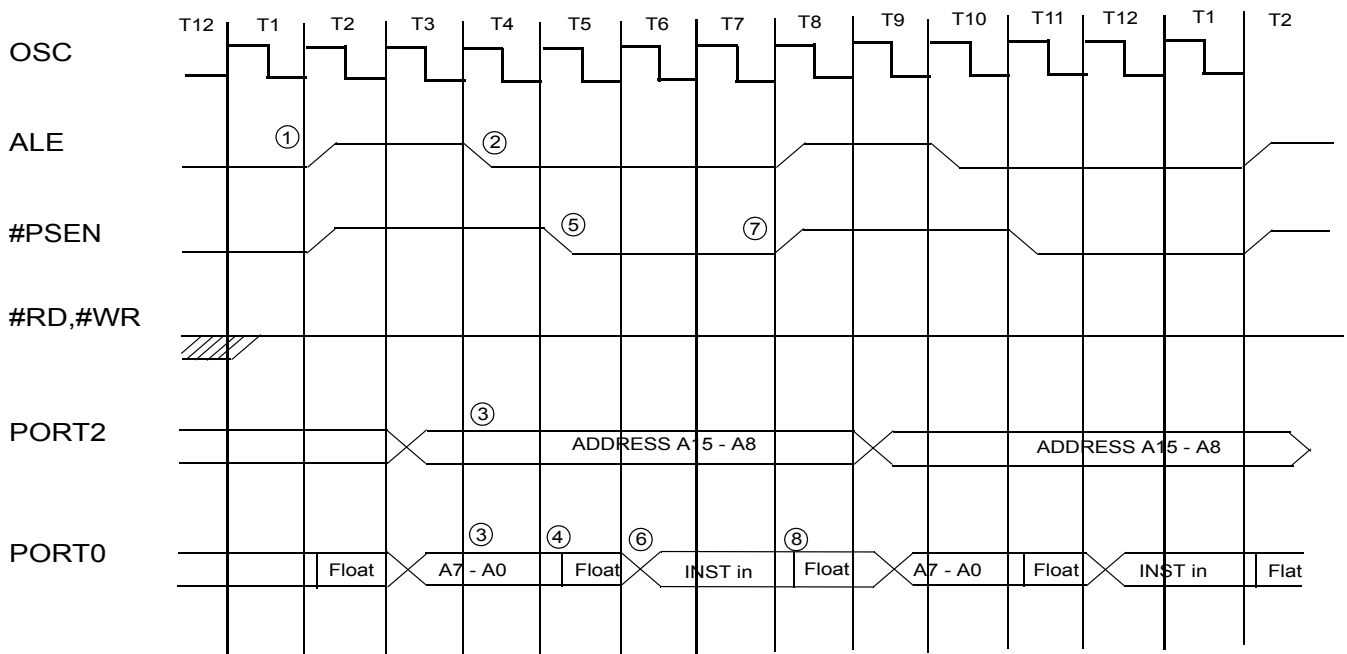 T12 T1 T2 T3 T4 T5 T6 T7 T8 T9 T10 T11 T12 T1 T2
OSC
ALE ① ②
#PSEN ⑤ ⑦
#RD,#WR
③
PORT2 ADDRESS A15 - A8 ADDRESS A15 - A8
③ ④ ⑥ ⑧
PORT0 Float A7 - A0 Float INST in Float A7 - A0 Float INST in Flat